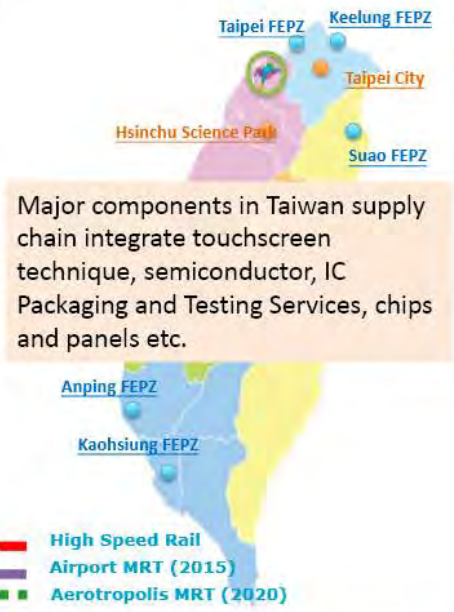 Keelung FEPZ
Taipei FEPZ
Taipei City
Hsinchu Science Park
Suao FEPZ
Major components in Taiwan supply
chain integrate touchscreen
technique, semiconductor, IC
Packaging and Testing Services, chips
and panels etc.
Anping FEPZ
Kaohsiung FEPZ
High Speed Rail
Airport MRT (2015)
Aerotropolis MRT (2020)